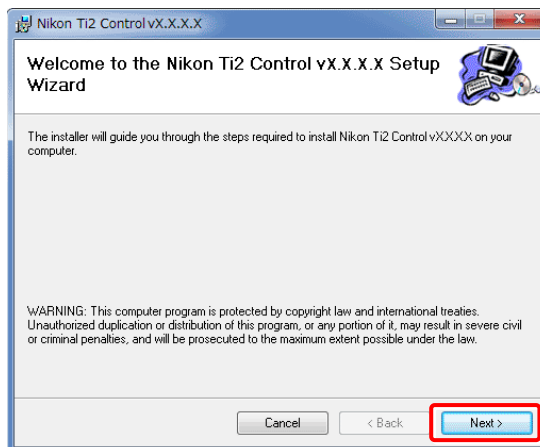 Nikon Ti2 Control vX.X.X.X
Welcome to the Nikon Ti2 Control vX.X.X.X Setup
Wizard
The installer will guide you through the steps required to install Nikon Ti2 Control vXXXX on your
computer.
WARNING: This computer program is protected by copyright law and international treaties.
Unauthorized duplication or distribution of this program, or any portion of it, may result in severe civil
or criminal penalties, and will be prosecuted to the maximum extent possible under the law.
Cancel < Back Next >